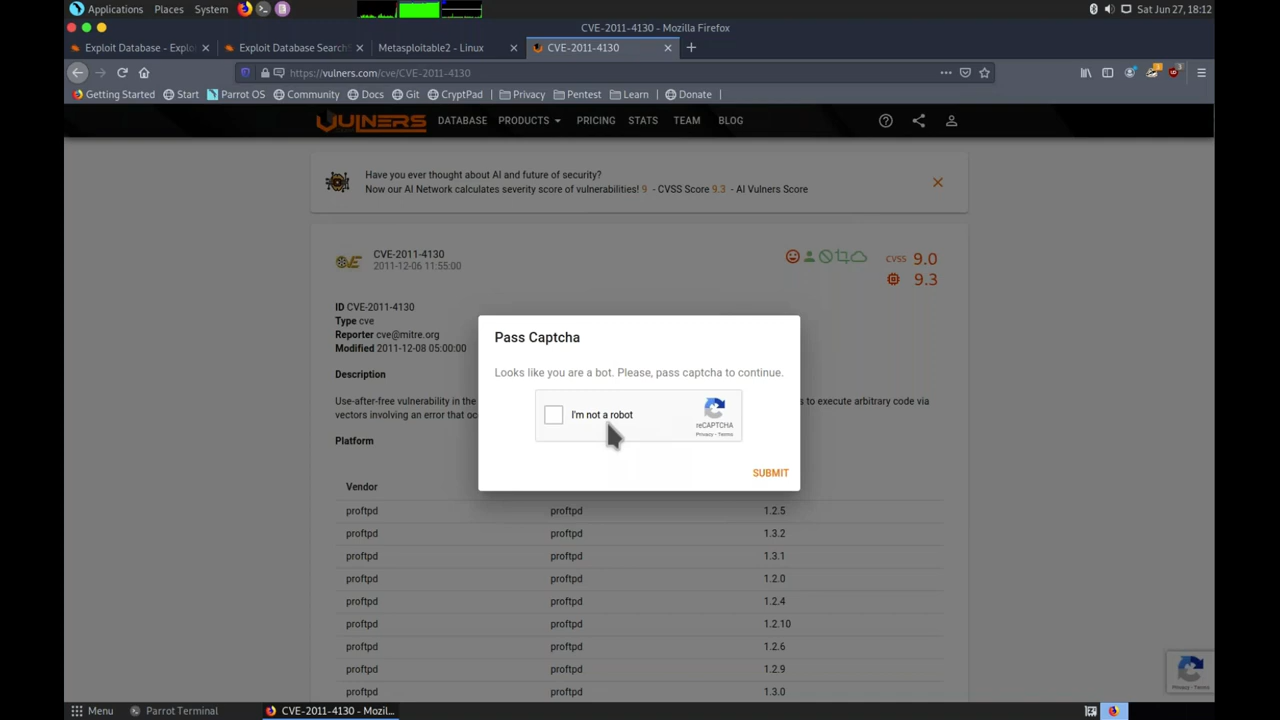 Applications Places System Sat Jun 27, 18:12
CVE-2011-4130 - Mozilla Firefox
Exploit Database - Explo Exploit Database Search Metasploitable2 - Linux CVE-2011-4130
https://vulners.com/cve/CVE-2011-4130
Getting Started Start Parrot OS Community Docs Git CryptPad Privacy Pentest Learn Donate
VULNERS DATABASE PRODUCTS PRICING STATS TEAM BLOG
Have you ever thought about AI and future of security?
Now our AI Network calculates severity score of vulnerabilities! 9 - CVSS Score 9.3 - AI Vulners Score
CVE-2011-4130
2011-12-06 11:55:00
CVSS 9.0
9.3
ID CVE-2011-4130
Type cve
Reporter cve@mitre.org
Modified 2011-12-08 05:00:00
Description
Use-after-free vulnerability in the s to execute arbitrary code via
vectors involving an error that oc
Platform
Pass Captcha
Looks like you are a bot. Please, pass captcha to continue.
I'm not a robot
reCAPTCHA
Privacy - Terms
SUBMIT
Vendor
proftpd proftpd 1.2.5
proftpd proftpd 1.3.2
proftpd proftpd 1.3.1
proftpd proftpd 1.2.0
proftpd proftpd 1.2.4
proftpd proftpd 1.2.10
proftpd proftpd 1.2.6
proftpd proftpd 1.2.9
proftpd proftpd 1.3.0
Privacy - Terms
Menu Parrot Terminal CVE-2011-4130 - Mozil...